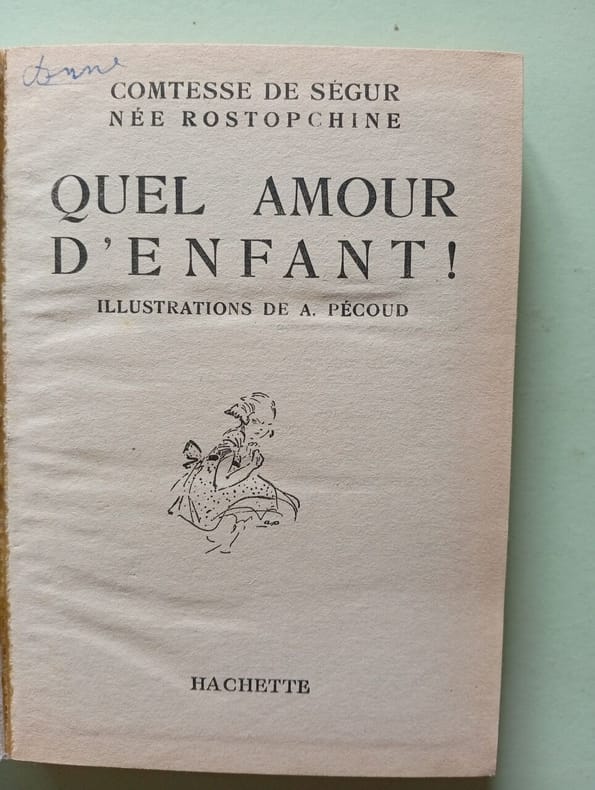 Anne
COMTESSE DE SÉGUR
NÉE ROSTOPCHINE
QUEL AMOUR
D'ENFANT!
ILLUSTRATIONS DE A. PÉCOUD
HACHETTE